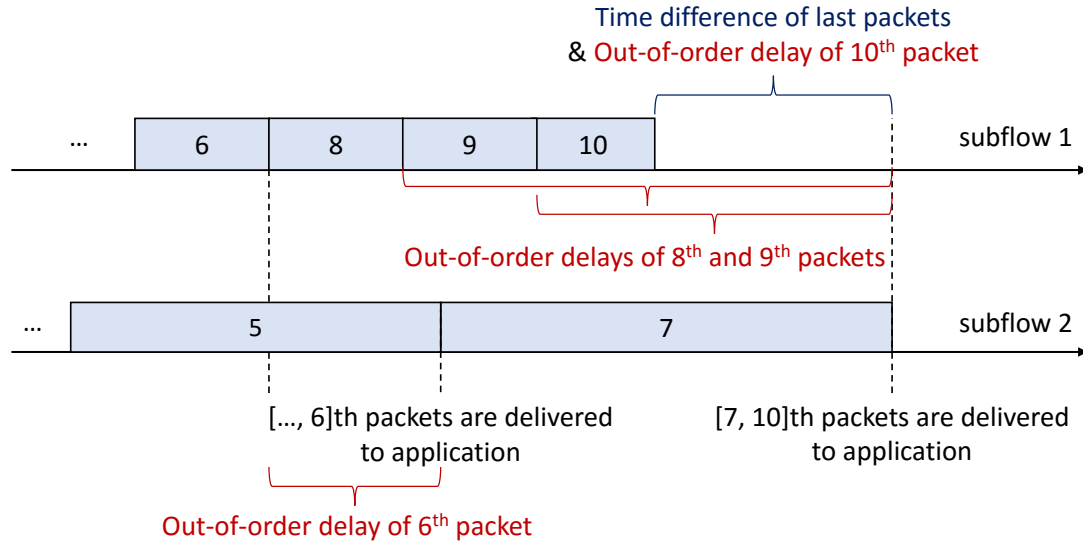 Time difference of last packets
& Out-of-order delay of 10th packet
... 6 8 9 10 subflow 1
Out-of-order delays of 8th and 9th packets
... 5 7 subflow 2
[..., 6]th packets are delivered
to application
[7, 10]th packets are delivered
to application
Out-of-order delay of 6th packet